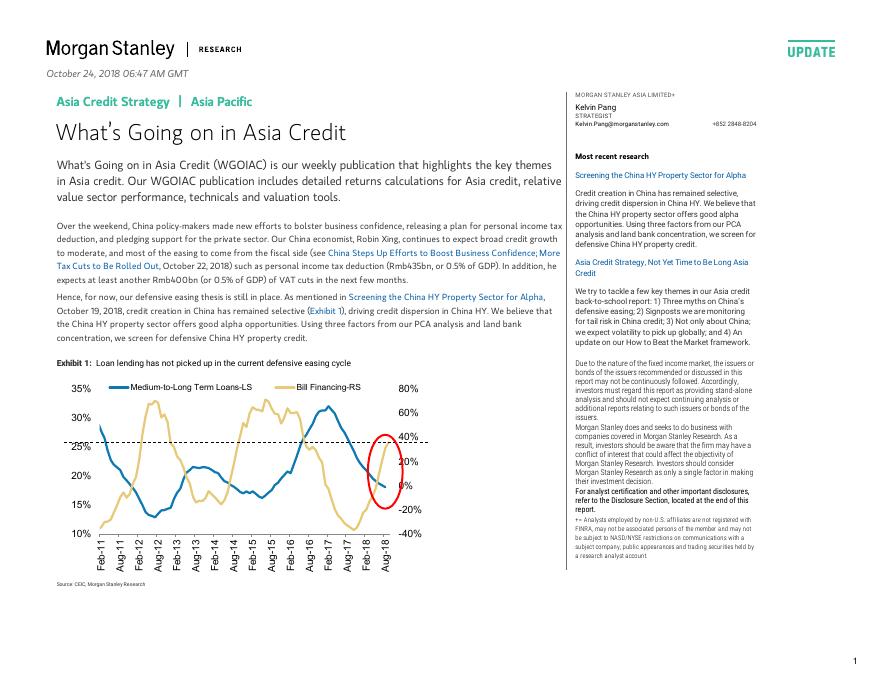 Morgan Stanley | RESEARCH
UPDATE
October 24, 2018 06:47 AM GMT
Asia Credit Strategy | Asia Pacific
What's Going on in Asia Credit
What's Going on in Asia Credit (WGOIAC) is our weekly publication that highlights the key themes
in Asia credit. Our WGOIAC publication includes detailed returns calculations for Asia credit, relative
value sector performance, technicals and valuation tools.
Over the weekend, China policy-makers made new efforts to bolster business confidence, releasing a plan for personal income tax
deduction, and pledging support for the private sector. Our China economist, Robin Xing, continues to expect broad credit growth
to moderate, and most of the easing to come from the fiscal side (see China Steps Up Efforts to Boost Business Confidence; More
Tax Cuts to Be Rolled Out, October 22, 2018) such as personal income tax deduction (Rmb435bn, or 0.5% of GDP). In addition, he
expects at least another Rmb400bn (or 0.5% of GDP) of VAT cuts in the next few months.
Hence, for now, our defensive easing thesis is still in place. As mentioned in Screening the China HY Property Sector for Alpha,
October 19, 2018, credit creation in China has remained selective (Exhibit 1), driving credit dispersion in China HY. We believe that
the China HY property sector offers good alpha opportunities. Using three factors from our PCA analysis and land bank
concentration, we screen for defensive China HY property credit.
Exhibit 1: Loan lending has not picked up in the current defensive easing cycle
Medium-to-Long Term Loans-LS
Bill Financing-RS
35%
30%
25%
20%
15%
10%
80%
60%
40%
20%
0%
-20%
-40%
Feb-11
Aug-11
Feb-12
Aug-12
Feb-13
Aug-13
Feb-14
Aug-14
Feb-15
Aug-15
Feb-16
Aug-16
Feb-17
Aug-17
Feb-18
Aug-18
Source: CEIC, Morgan Stanley Research
MORGAN STANLEY ASIA LIMITED+
Kelvin Pang
STRATEGIST
Kelvin.Pang@morganstanley.com +852 2848-8204
Most recent research
Screening the China HY Property Sector for Alpha
Credit creation in China has remained selective,
driving credit dispersion in China HY. We believe that
the China HY property sector offers good alpha
opportunities. Using three factors from our PCA
analysis and land bank concentration, we screen for
defensive China HY property credit.
Asia Credit Strategy, Not Yet Time to Be Long Asia
Credit
We try to tackle a few key themes in our Asia credit
back-to-school report: 1) Three myths on China's
defensive easing; 2) Signposts we are monitoring
for tail risk in China credit; 3) Not only about China;
we expect volatility to pick up globally; and 4) An
update on our How to Beat the Market framework.
Due to the nature of the fixed income market, the issuers or
bonds of the issuers recommended or discussed in this
report may not be continuously followed. Accordingly,
investors must regard this report as providing stand-alone
analysis and should not expect continuing analysis or
additional reports relating to such issuers or bonds of the
issuers.
Morgan Stanley does and seeks to do business with
companies covered in Morgan Stanley Research. As a
result, investors should be aware that the firm may have a
conflict of interest that could affect the objectivity of
Morgan Stanley Research. Investors should consider
Morgan Stanley Research as only a single factor in making
their investment decision.
For analyst certification and other important disclosures,
refer to the Disclosure Section, located at the end of this
report.
+= Analysts employed by non-U.S. affiliates are not registered with
FINRA, may not be associated persons of the member and may not
be subject to NASD/NYSE restrictions on communications with a
subject company, public appearances and trading securities held by
a research analyst account
1